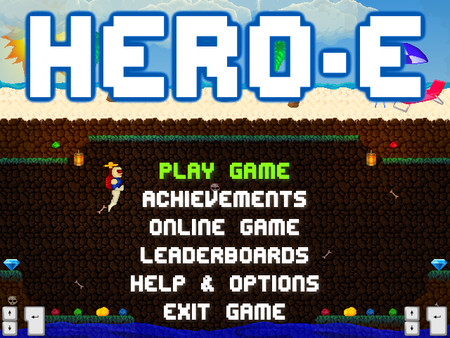 HERO-E
PLAY GAME
ACHIEVEMENTS
ONLINE GAME
LEADERBOARDS
HELP & OPTIONS
EXIT GAME